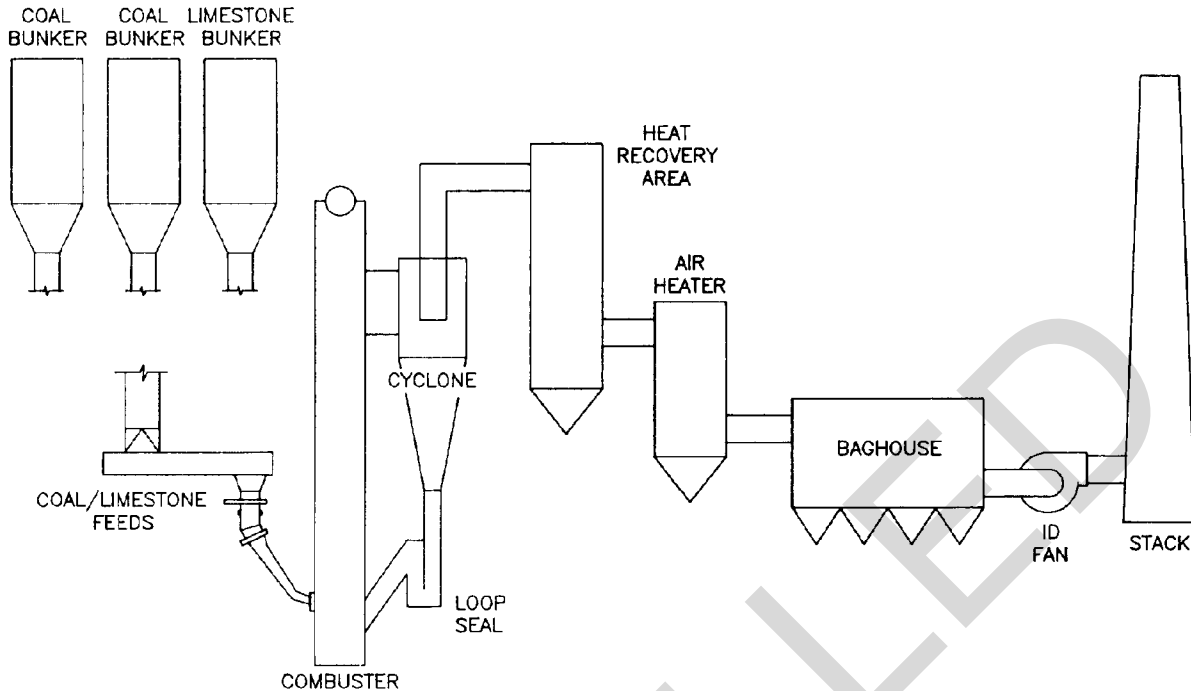 COAL
BUNKER
COAL
BUNKER
LIMESTONE
BUNKER
HEAT
RECOVERY
AREA
AIR
HEATER
CYCLONE
BAGHOUSE
COAL/LIMESTONE
FEEDS
ID
FAN
STACK
LOOP
SEAL
COMBUSTER
LLED